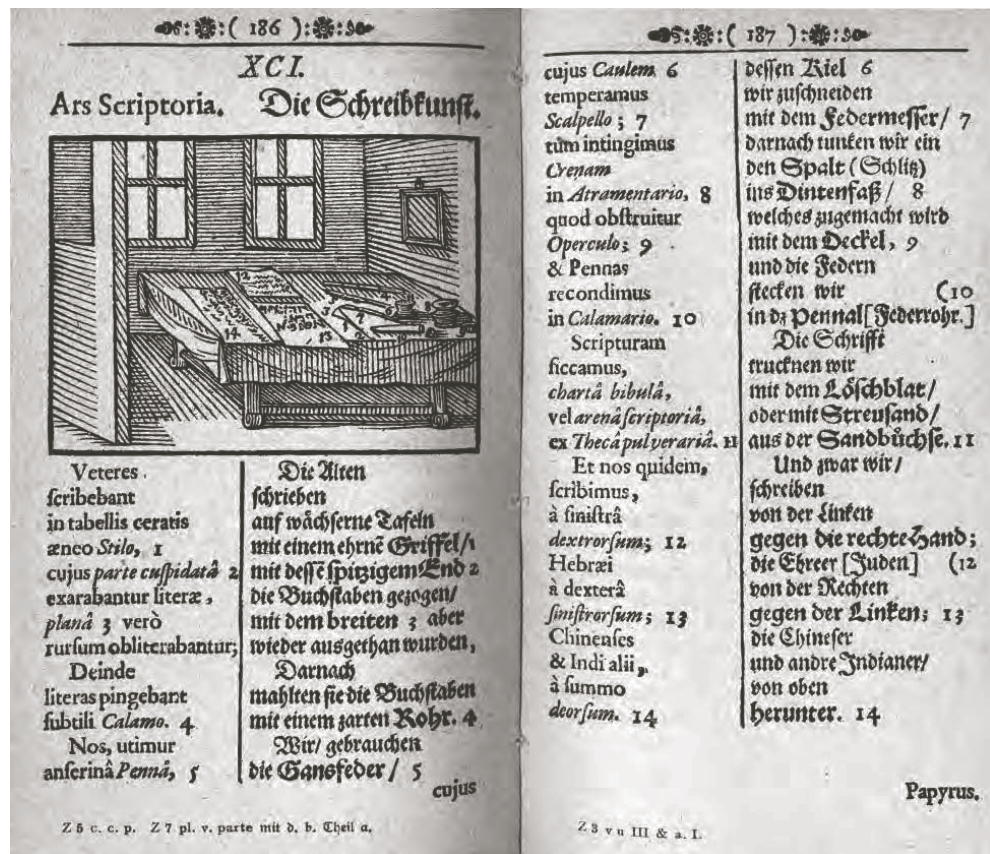 ( 186 )
XCI.
Ars Scriptoria. Die Schreibkunſt.
12
14.
13
Veteres
ſcribebant
in tabellis ceratis
æneo Stilo, 1
cujus parte cuſpidatâ 2
exarabantur literæ,
planâ 3 verò
rurſum obliterabantur;
Deinde
literas pingebant
ſubtili Calamo. 4
Nos, utimur
anſerinâ Pennâ, 5
Die Alten
ſchrieben
auf wächſerne Tafeln
mit einem ehrnẽ Griffel/1
mit deſſẽ ſpitzigem End 2
die Buchſtaben gezogen/
mit dem breiten 3 aber
wieder ausgethan wurden,
Darnach
mahlten ſie die Buchſtaben
mit einem zarten Rohr. 4
Wir/ gebrauchen
die Gansfeder / 5
cujus
Z 5 c. c. p. Z 7 pl. v. parte mit d. b. Theil a.
( 187 )
cujus Caulem 6
temperamus
Scalpello ; 7
tùm intingimus
Crenam
in Atramentario, 8
quod obſtruitur
Operculo; 9
& Pennas
recondimus
in Calamario. 10
Scripturam
ſiccamus,
chartâ bibulâ,
vel arenâ ſcriptoriâ,
ex Thecâ pulverariâ. 11
Et nos quidem,
ſcribimus,
à ſiniſtrâ
dextrorſum; 12
Hebræi
à dexterâ
ſiniſtrorſum; 13
Chinenſes
& Indi alii,
à ſummo
deorſum. 14
deſſen Kiel 6
wir zuſchneiden
mit dem Federmeſſer/ 7
darnach tunken wir ein
den Spalt (Schlitz)
ins Dintenfaß/ 8
welches zugemacht wird
mit dem Deckel, 9
und die Federn
ſtecken wir (10
in dz Pennal[Federrohr.]
Die Schrifft
trucknen wir
mit dem Löſchblat/
oder mit Streuſand/
aus der Sandbüchſe. 11
Und zwar wir/
ſchreiben
von der Linken
gegen die rechte Hand;
die Ebreer [Juden] (12
von der Rechten
gegen der Linken; 13
die Chineſer
und andre Indianer/
von oben
herunter. 14
Papyrus.
Z 3 v u III & a. I.